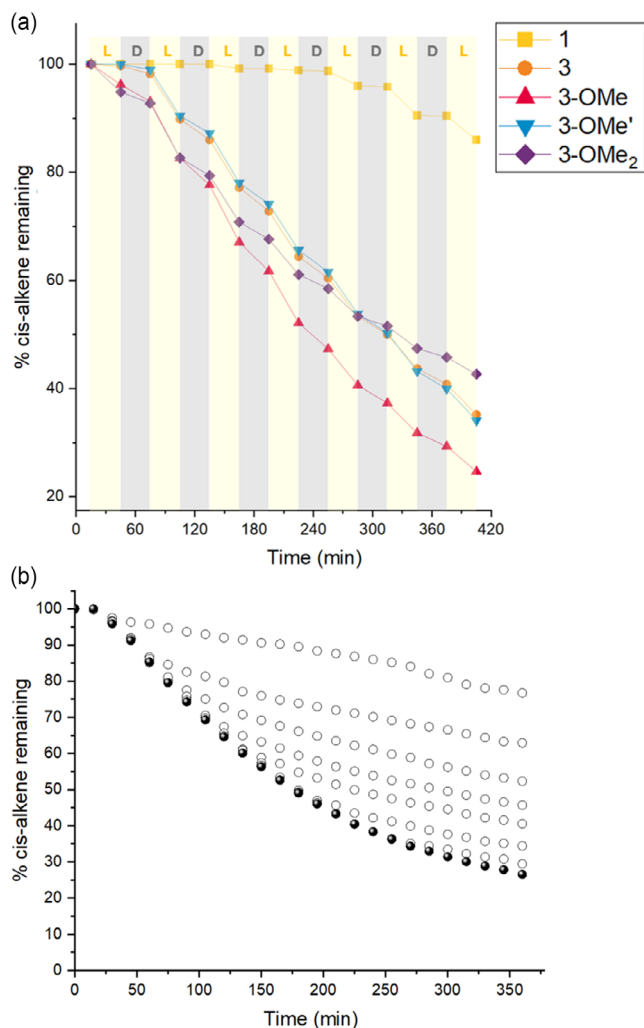 (a)
L D L D L D L D L D L D L
1
3
3-OMe
3-OMe'
3-OMe₂
100
80
60
40
20
% cis-alkene remaining
0 60 120 180 240 300 360 420
Time (min)
(b)
100
90
80
70
60
50
40
30
20
10
0
% cis-alkene remaining
0 50 100 150 200 250 300 350
Time (min)